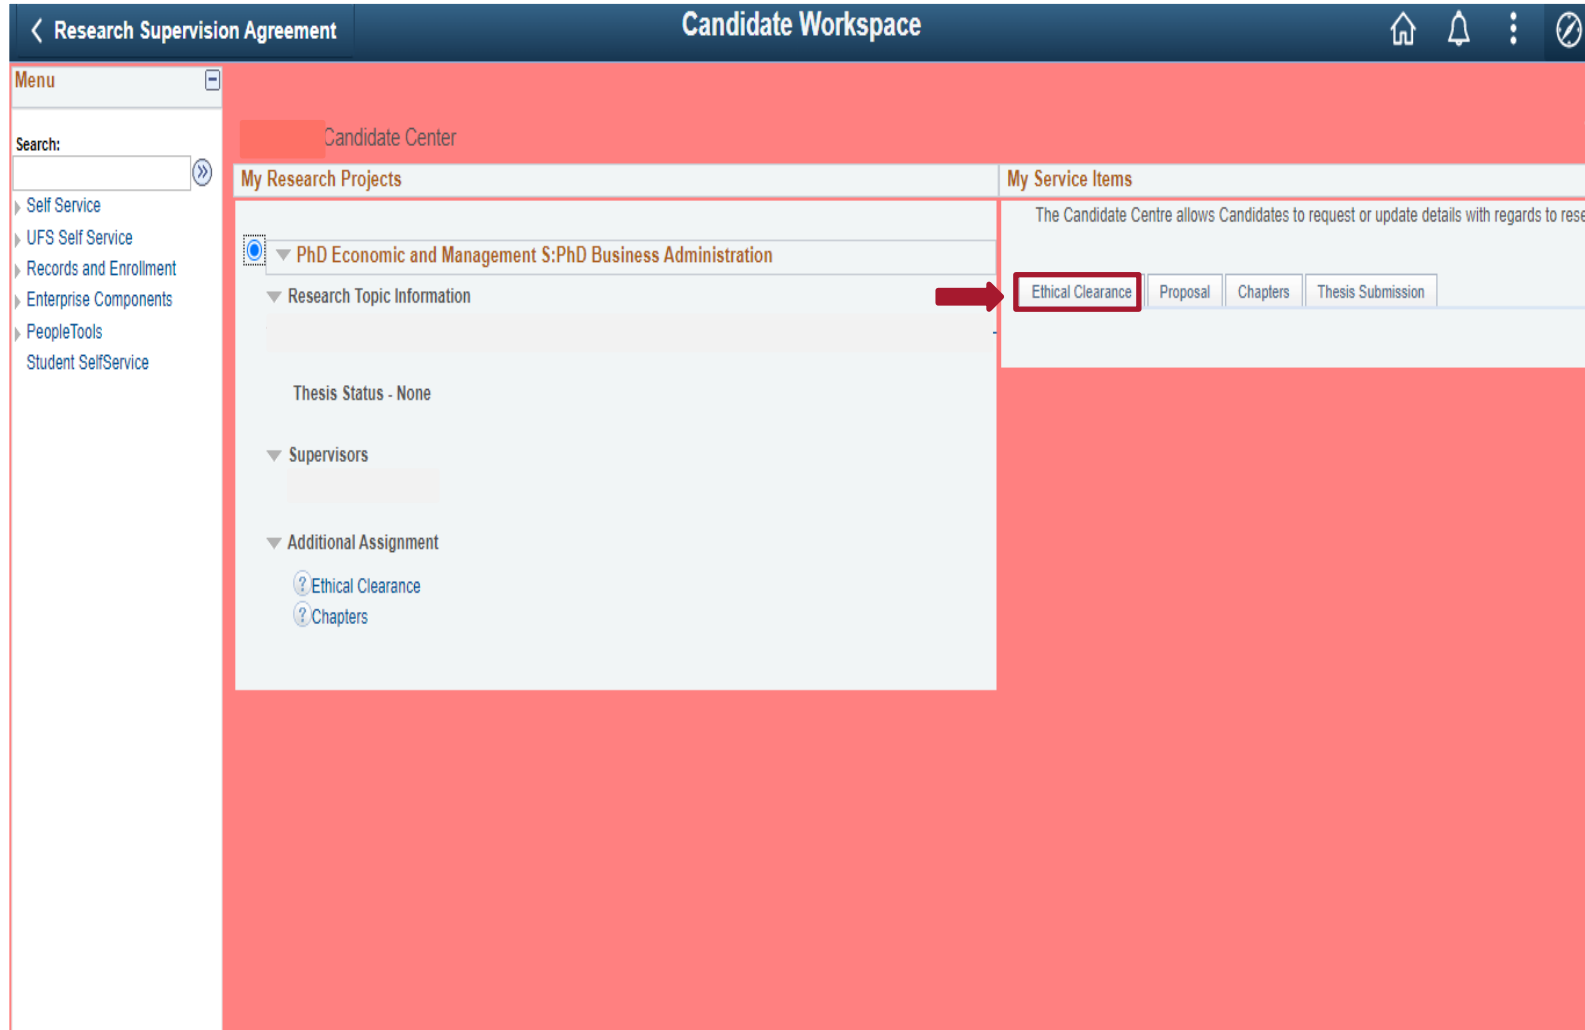 Research Supervision Agreement
Candidate Workspace
Menu
Search:
Self Service
UFS Self Service
Records and Enrollment
Enterprise Components
PeopleTools
Student SelfService
Candidate Center
My Research Projects
PhD Economic and Management S:PhD Business Administration
Research Topic Information
Thesis Status - None
Supervisors
Additional Assignment
Ethical Clearance
Chapters
My Service Items
The Candidate Centre allows Candidates to request or update details with regards to rese
Ethical Clearance
Proposal
Chapters
Thesis Submission